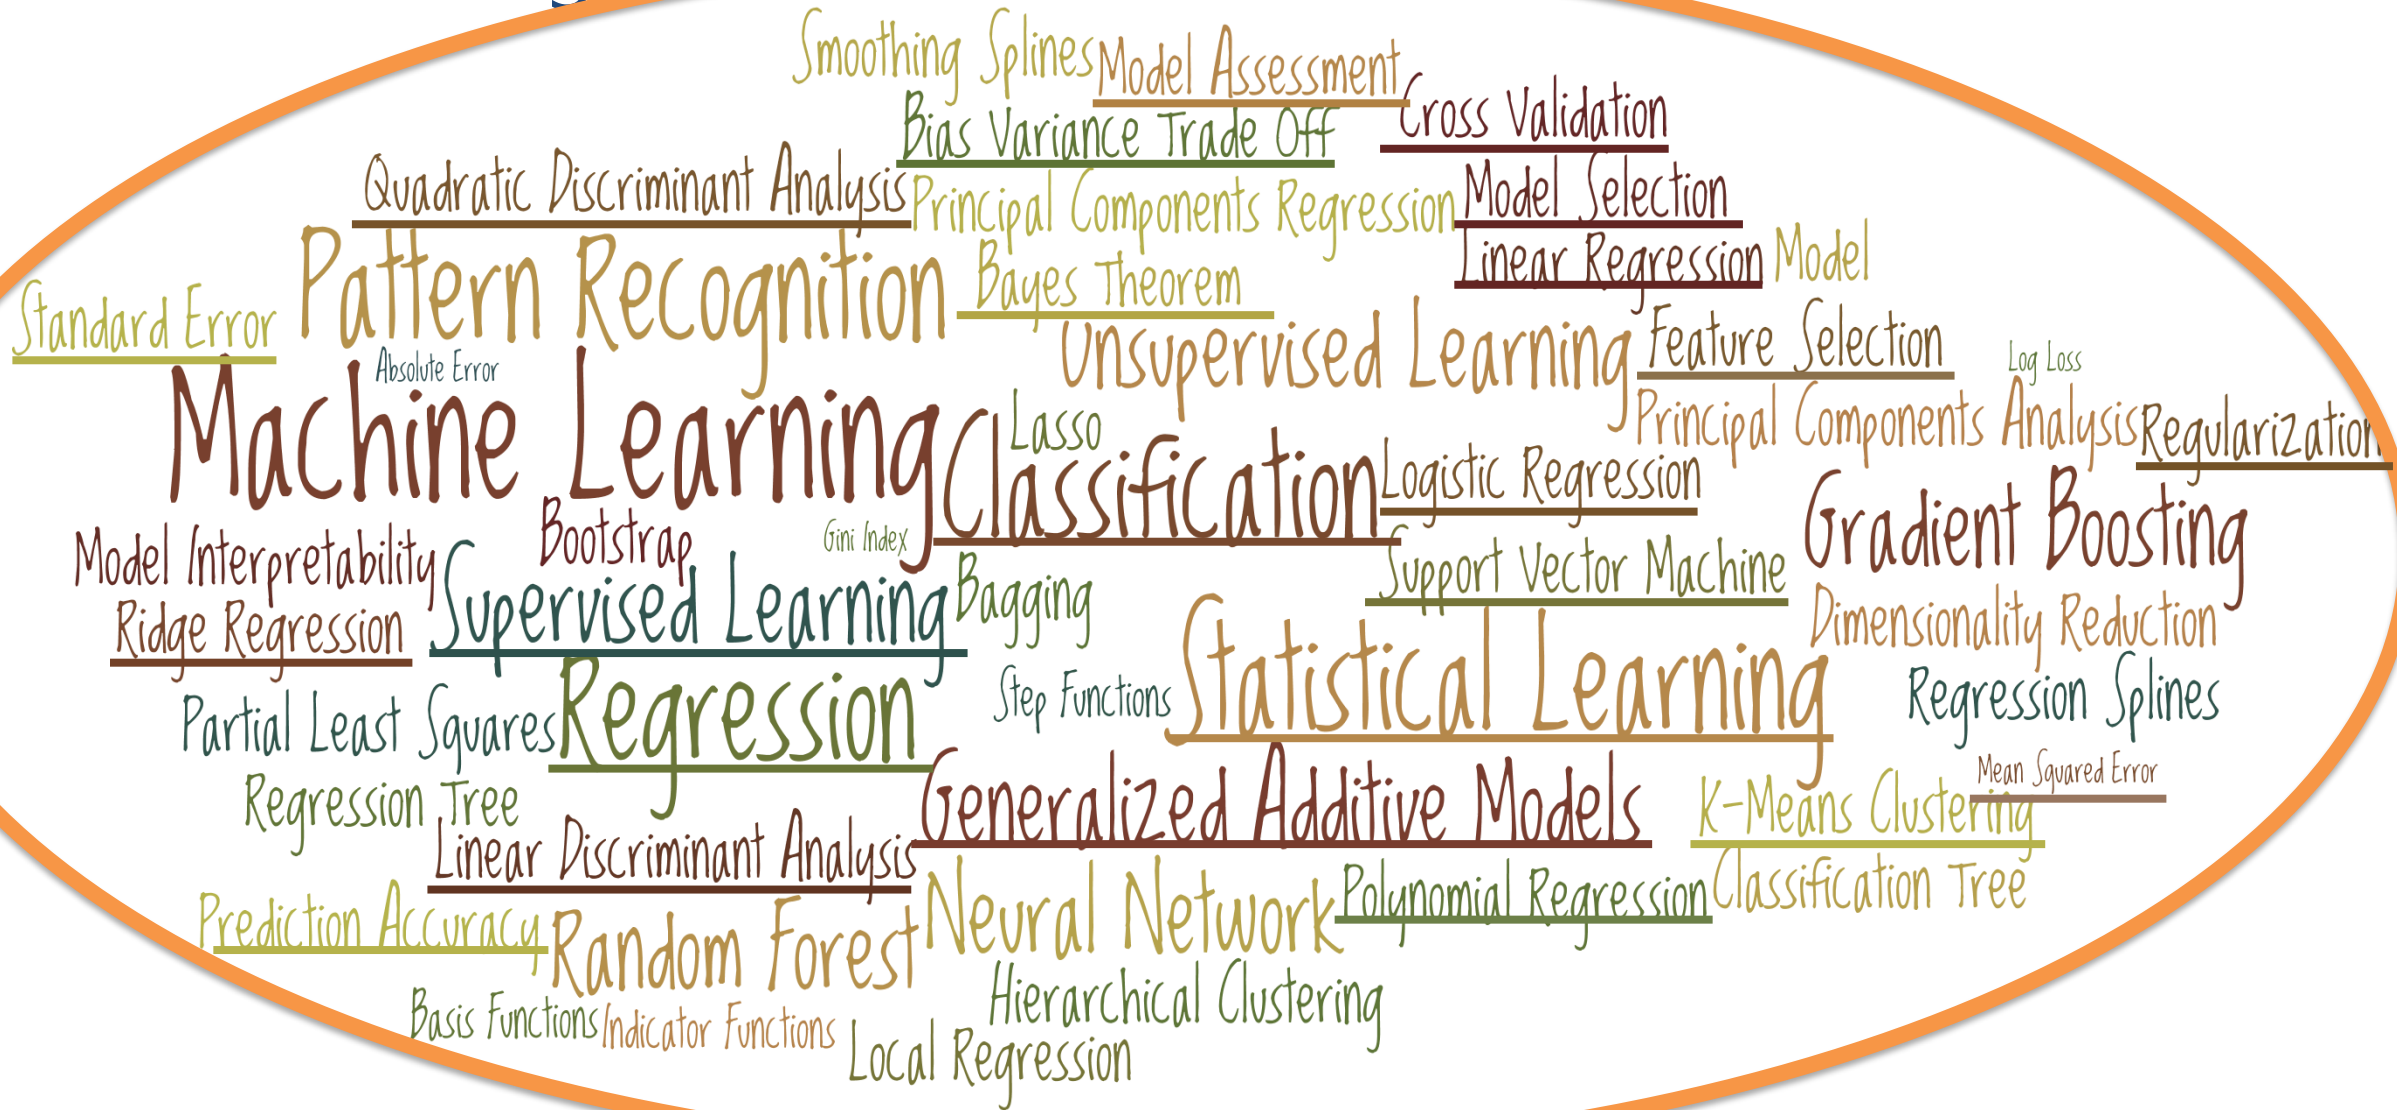 Smoothing Splines
Model Assessment
Cross Validation
Bias Variance Trade Off
Quadratic Discriminant Analysis
Principal Components Regression
Model Selection
Linear Regression
Model
Pattern Recognition
Bayes Theorem
Standard Error
Absolute Error
Unsupervised Learning
Feature Selection
Log Loss
Machine Learning
Lasso
Principal Components Analysis
Regularization
Classification
Logistic Regression
Gradient Boosting
Model Interpretability
Bootstrap
Gini Index
Support Vector Machine
Ridge Regression
Supervised Learning
Bagging
Dimensionality Reduction
Partial Least Squares
Regression
Step Functions
Statistical Learning
Regression Splines
Mean Squared Error
Regression Tree
Generalized Additive Models
K-Means Clustering
Linear Discriminant Analysis
Neural Network
Polynomial Regression
Classification Tree
Prediction Accuracy
Random Forest
Hierarchical Clustering
Basis Functions
Indicator Functions
Local Regression